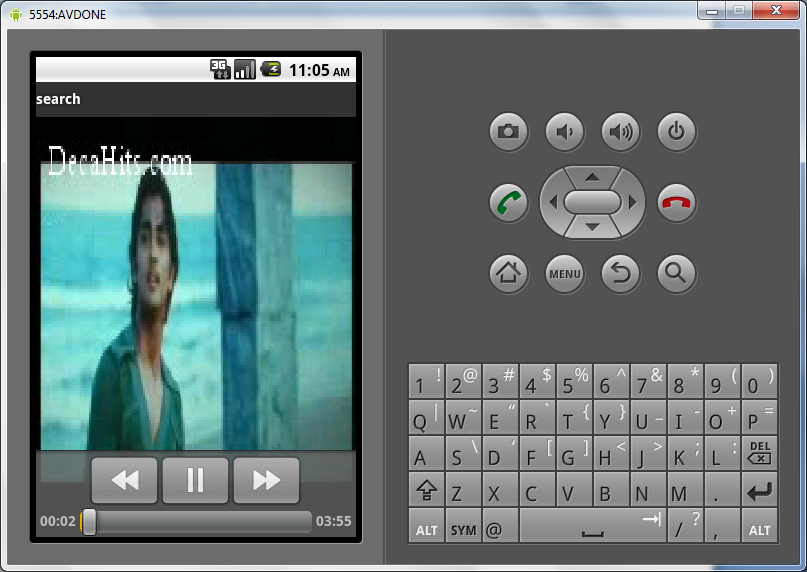 5554:AVDONE
3G 11:05 AM
search
DecaHits.com
00:02 03:55
MENU
1 ! 2 @ 3 # 4 $ 5 % 6 ^ 7 & 8 * 9 ( 0 )
Q | W ~ E “ R ` T { Y } U _ I - O + P =
A S \ D ‘ F [ G ] H < J > K ; L : DEL
Z X C V B N M .
ALT SYM @ / ? , ALT